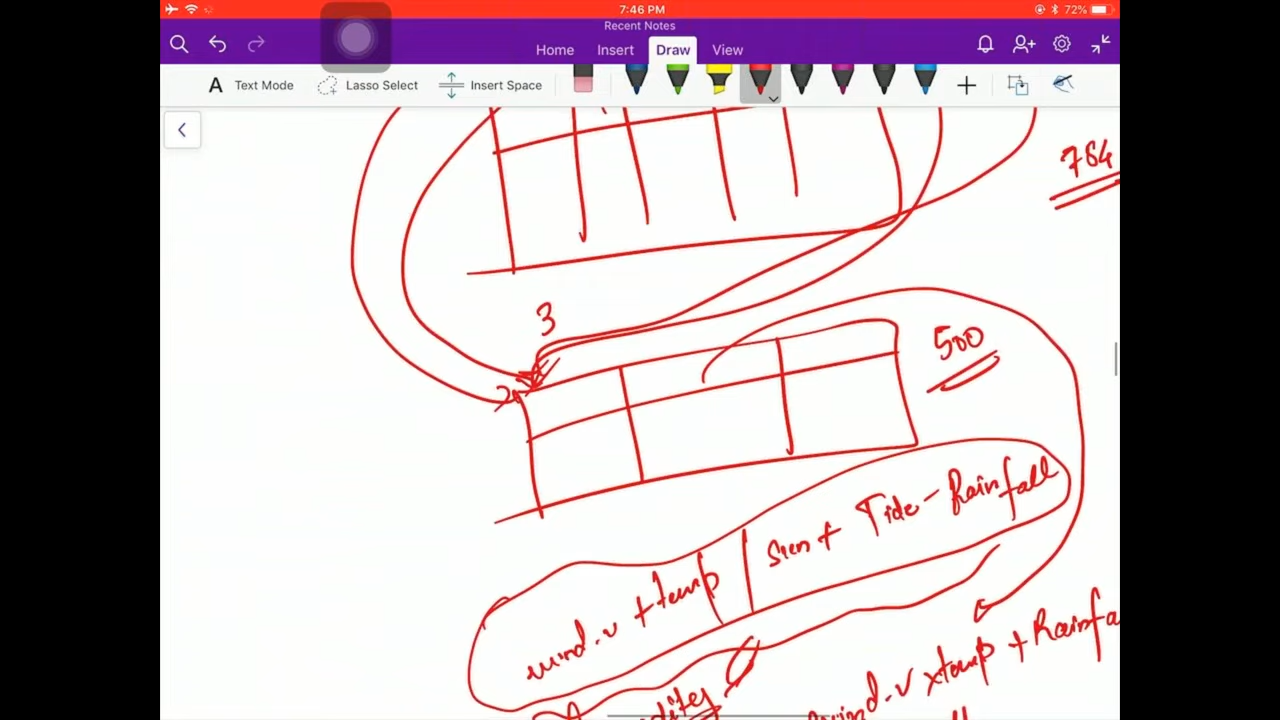 7:46 PM
72%
Recent Notes
Home Insert Draw View
A Text Mode Lasso Select Insert Space
784
3
500
wind.v + temp | Sun + Tide - Rainfall
wind.v x temp + Rainfa